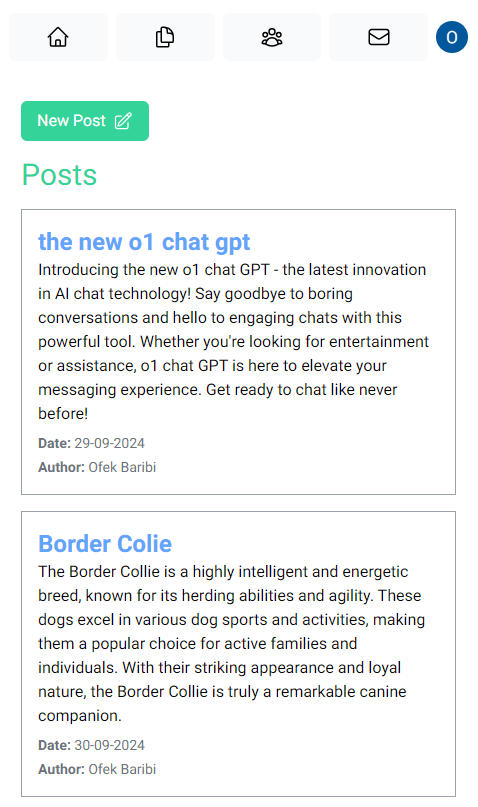 O
New Post
Posts
the new o1 chat gpt
Introducing the new o1 chat GPT - the latest innovation
in AI chat technology! Say goodbye to boring
conversations and hello to engaging chats with this
powerful tool. Whether you're looking for entertainment
or assistance, o1 chat GPT is here to elevate your
messaging experience. Get ready to chat like never
before!
Date: 29-09-2024
Author: Ofek Baribi
Border Colie
The Border Collie is a highly intelligent and energetic
breed, known for its herding abilities and agility. These
dogs excel in various dog sports and activities, making
them a popular choice for active families and
individuals. With their striking appearance and loyal
nature, the Border Collie is truly a remarkable canine
companion.
Date: 30-09-2024
Author: Ofek Baribi